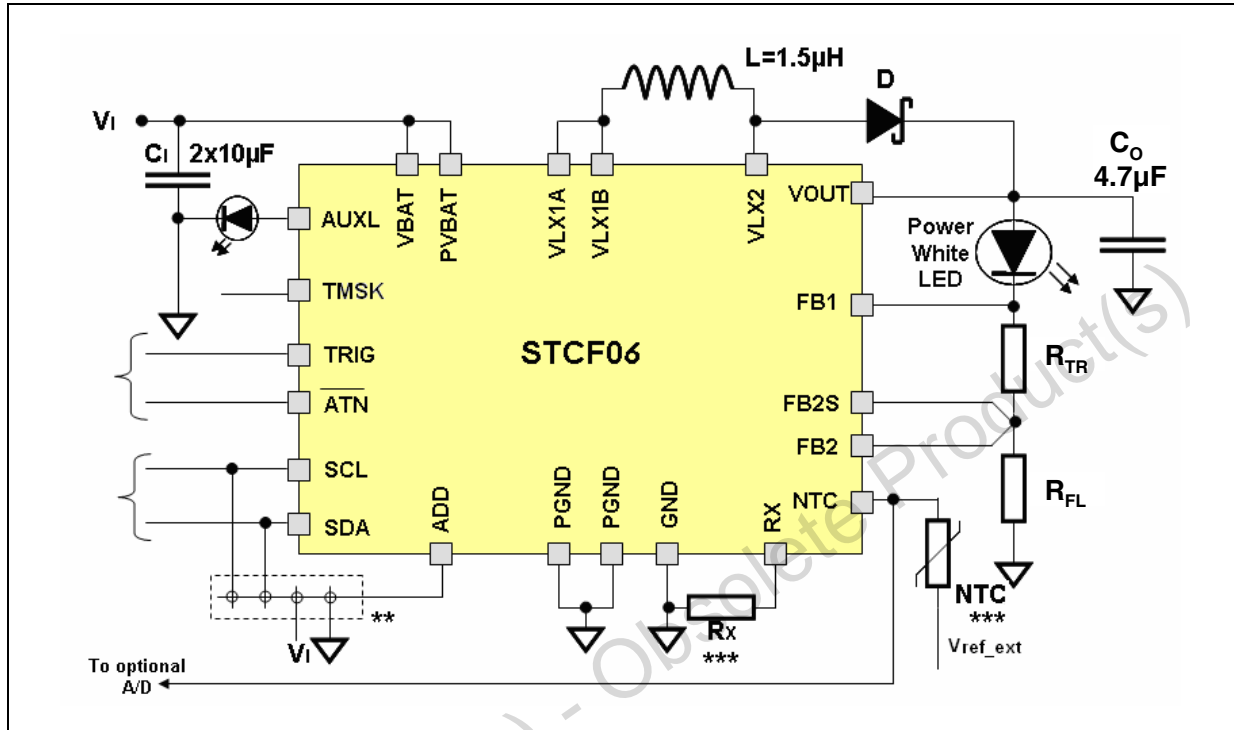 L=1.5µH
D
VI
CI 2x10µF
CO
4.7µF
VBAT
PVBAT
VLX1A
VLX1B
VLX2
VOUT
AUXL
Power
White
LED
TMSK
FB1
TRIG
STCF06
RTR
ATN
FB2S
FB2
SCL
RFL
NTC
SDA
ADD
PGND
PGND
GND
RX
**
RX
***
NTC
***
Vref_ext
VI
To optional
A/D
) - Obsolete Product(s)